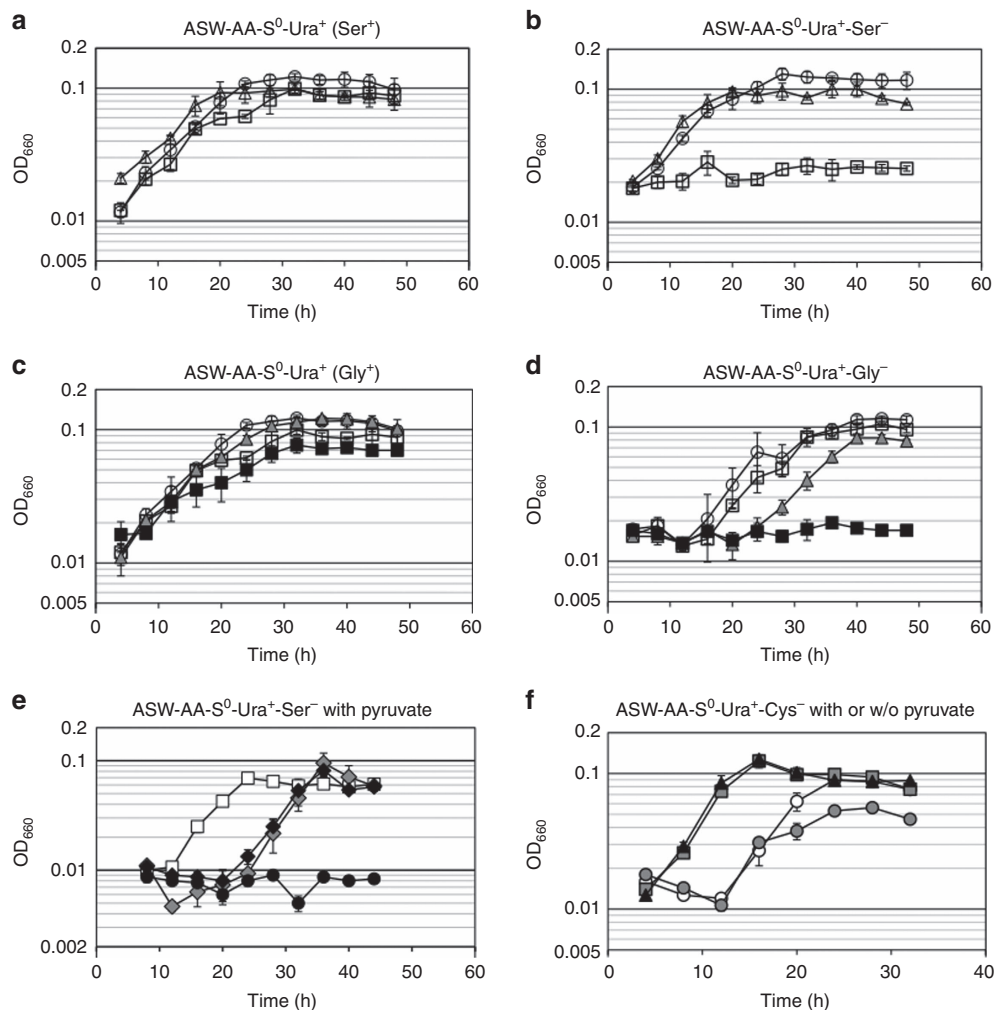 a
ASW-AA-S⁰-Ura⁺ (Ser⁺)
0.2
0.1
0.01
0.005
OD₆₆₀
0 10 20 30 40 50 60
Time (h)
b
ASW-AA-S⁰-Ura⁺-Ser⁻
0.2
0.1
0.01
0.005
OD₆₆₀
0 10 20 30 40 50 60
Time (h)
c
ASW-AA-S⁰-Ura⁺ (Gly⁺)
0.2
0.1
0.01
0.005
OD₆₆₀
0 10 20 30 40 50 60
Time (h)
d
ASW-AA-S⁰-Ura⁺-Gly⁻
0.2
0.1
0.01
0.005
OD₆₆₀
0 10 20 30 40 50 60
Time (h)
e
ASW-AA-S⁰-Ura⁺-Ser⁻ with pyruvate
0.2
0.1
0.01
0.002
OD₆₆₀
0 10 20 30 40 50 60
Time (h)
f
ASW-AA-S⁰-Ura⁺-Cys⁻ with or w/o pyruvate
0.2
0.1
0.01
0.005
OD₆₆₀
0 10 20 30 40
Time (h)